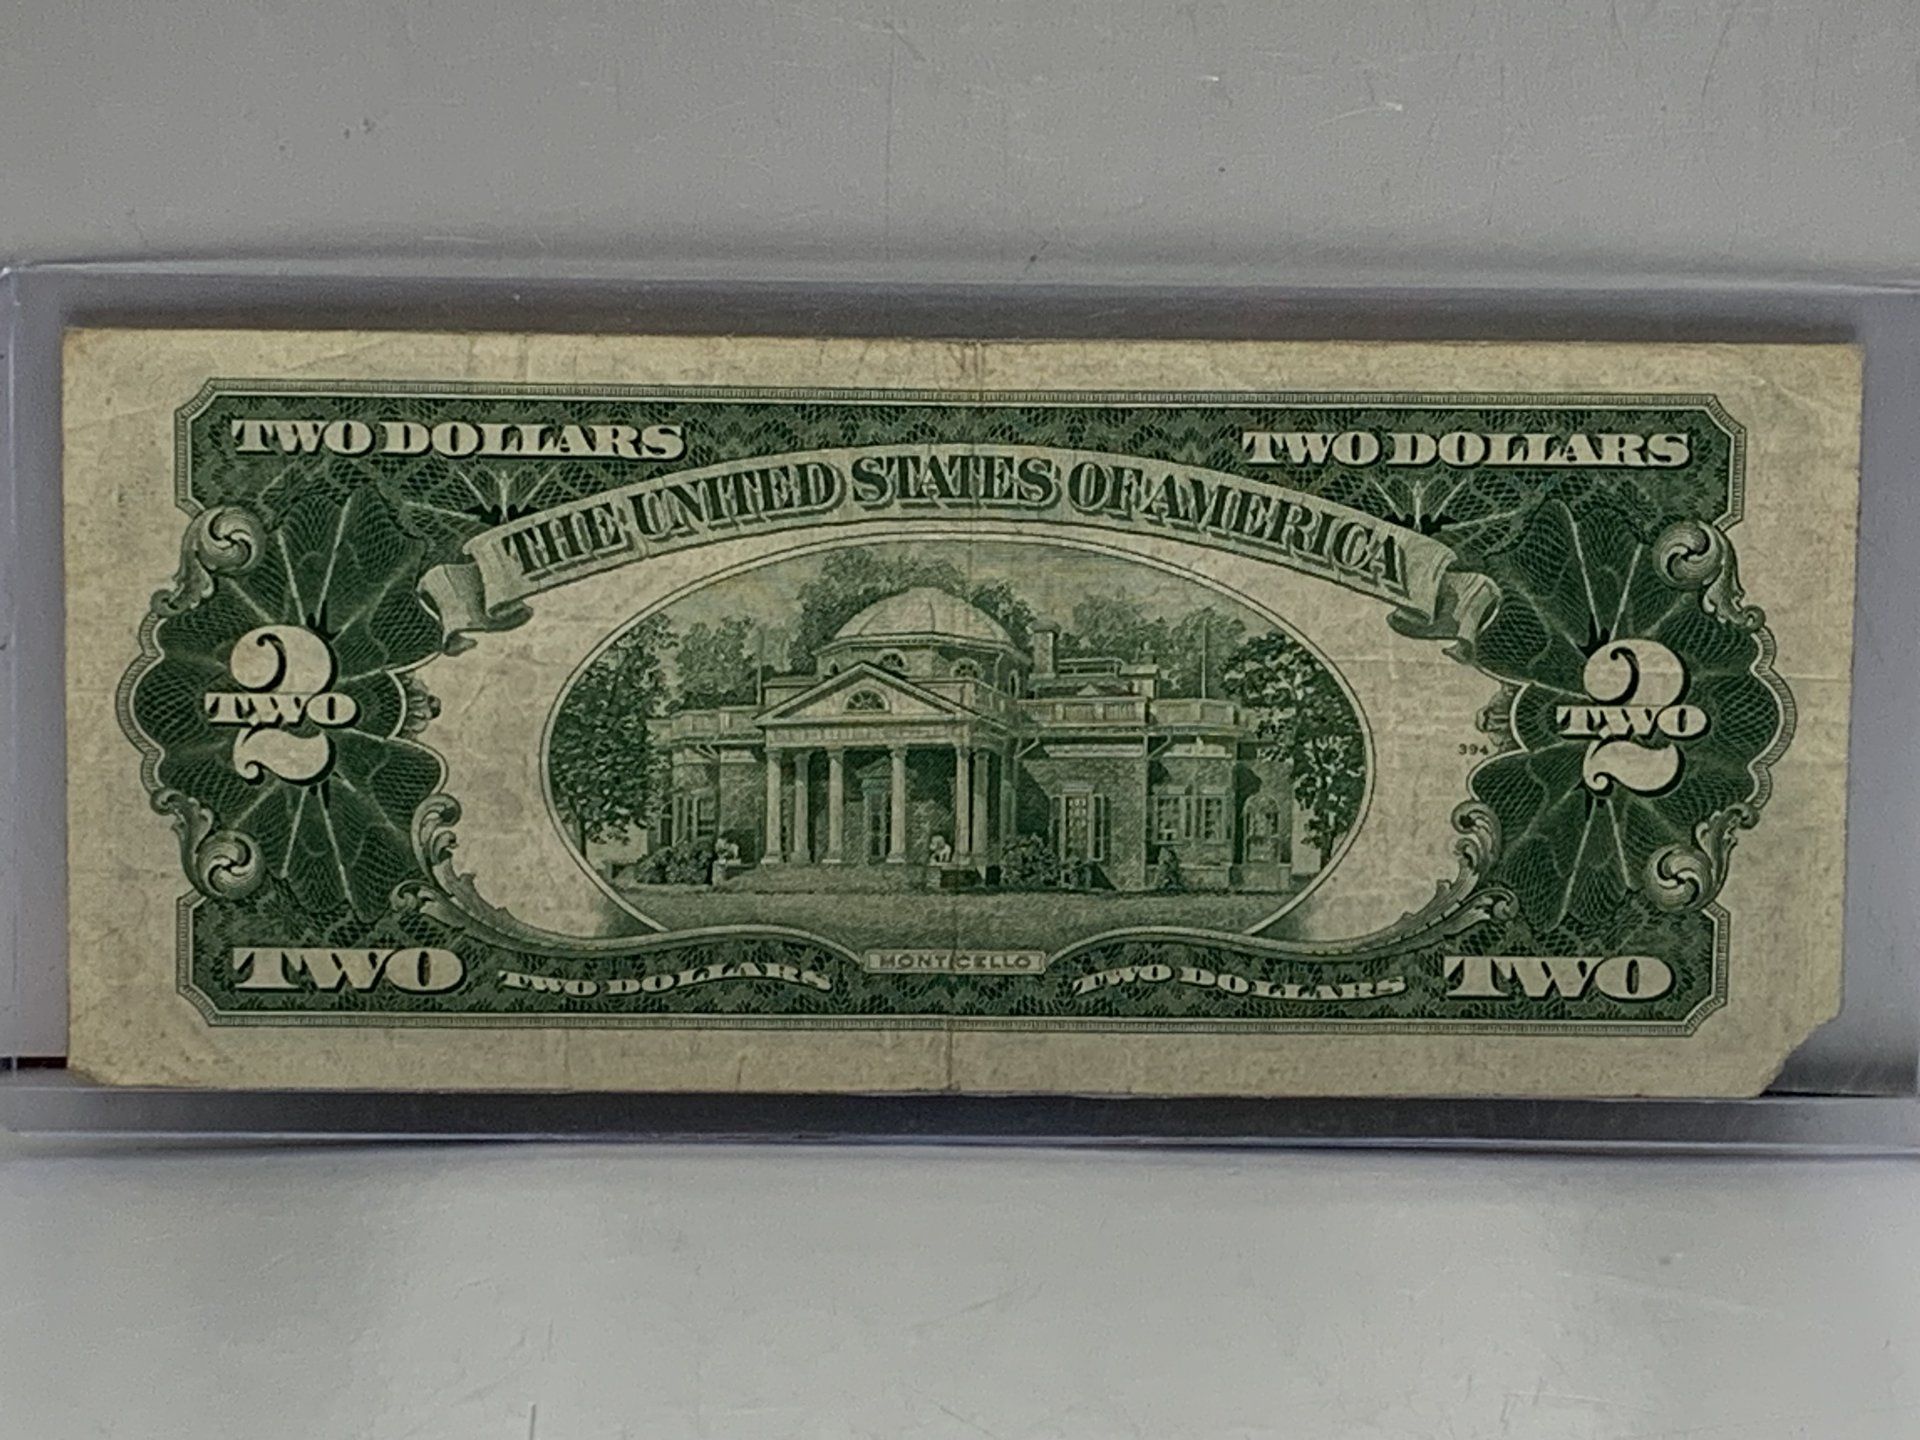 TWO DOLLARS TWO DOLLARS
THE UNITED STATES OF AMERICA
2 2
TWO TWO
394
MONTICELLO
TWO TWO DOLLARS TWO DOLLARS TWO